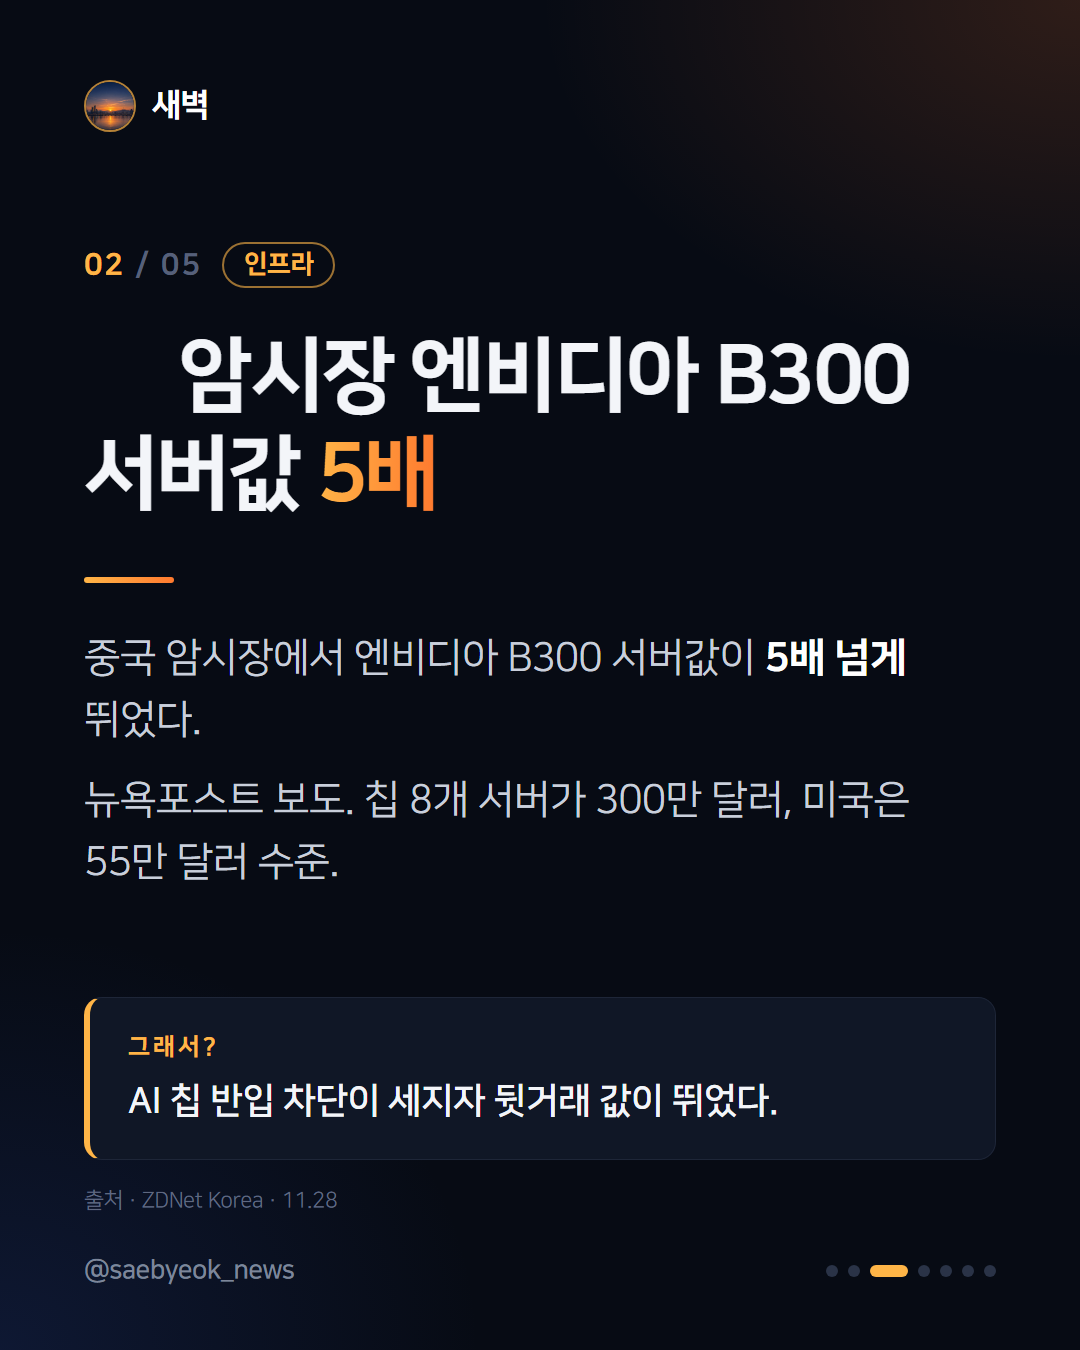 새벽
02 / 05 인프라
암시장 엔비디아 B300
서버값 5배
중국 암시장에서 엔비디아 B300 서버값이 5배 넘게
뛰었다.
뉴욕포스트 보도. 칩 8개 서버가 300만 달러, 미국은
55만 달러 수준.
그래서?
AI 칩 반입 차단이 세지자 뒷거래 값이 뛰었다.
출처 · ZDNet Korea · 11.28
@saebyeok_news